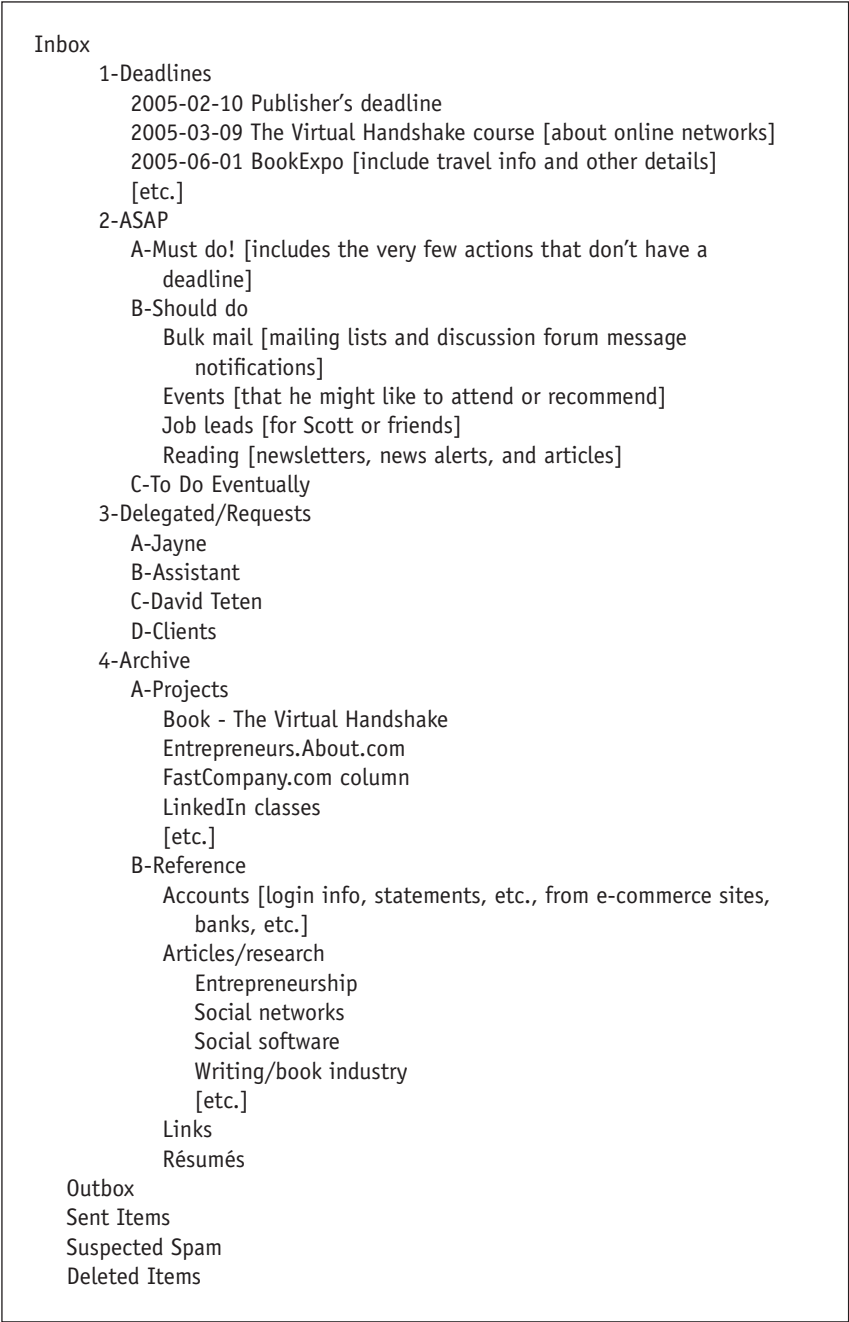 Inbox
1-Deadlines
2005-02-10 Publisher’s deadline
2005-03-09 The Virtual Handshake course [about online networks]
2005-06-01 BookExpo [include travel info and other details]
[etc.]
2-ASAP
A-Must do! [includes the very few actions that don’t have a
deadline]
B-Should do
Bulk mail [mailing lists and discussion forum message
notifications]
Events [that he might like to attend or recommend]
Job leads [for Scott or friends]
Reading [newsletters, news alerts, and articles]
C-To Do Eventually
3-Delegated/Requests
A-Jayne
B-Assistant
C-David Teten
D-Clients
4-Archive
A-Projects
Book - The Virtual Handshake
Entrepreneurs.About.com
FastCompany.com column
LinkedIn classes
[etc.]
B-Reference
Accounts [login info, statements, etc., from e-commerce sites,
banks, etc.]
Articles/research
Entrepreneurship
Social networks
Social software
Writing/book industry
[etc.]
Links
Résumés
Outbox
Sent Items
Suspected Spam
Deleted Items